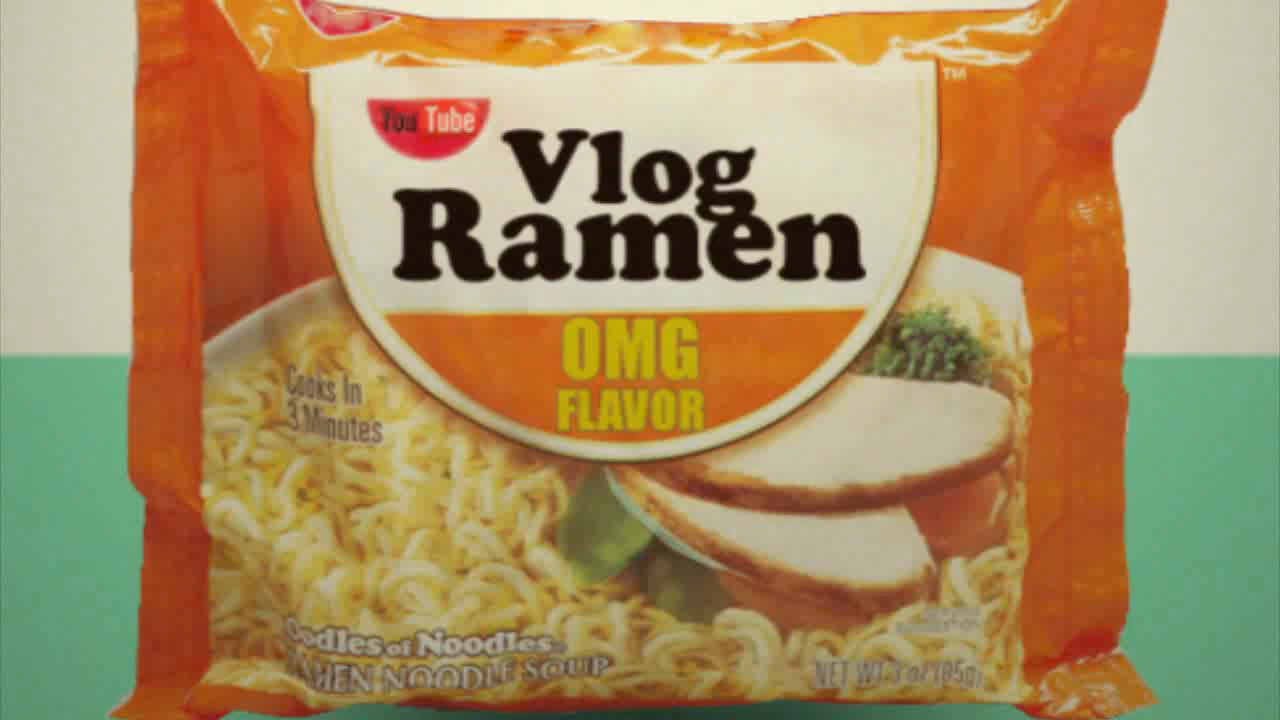 You Tube
TM
Vlog
Ramen
OMG
FLAVOR
Cooks In
3 Minutes
Oodles of Noodles
RAMEN NOODLE SOUP
NET WT. 3 oz (85g)